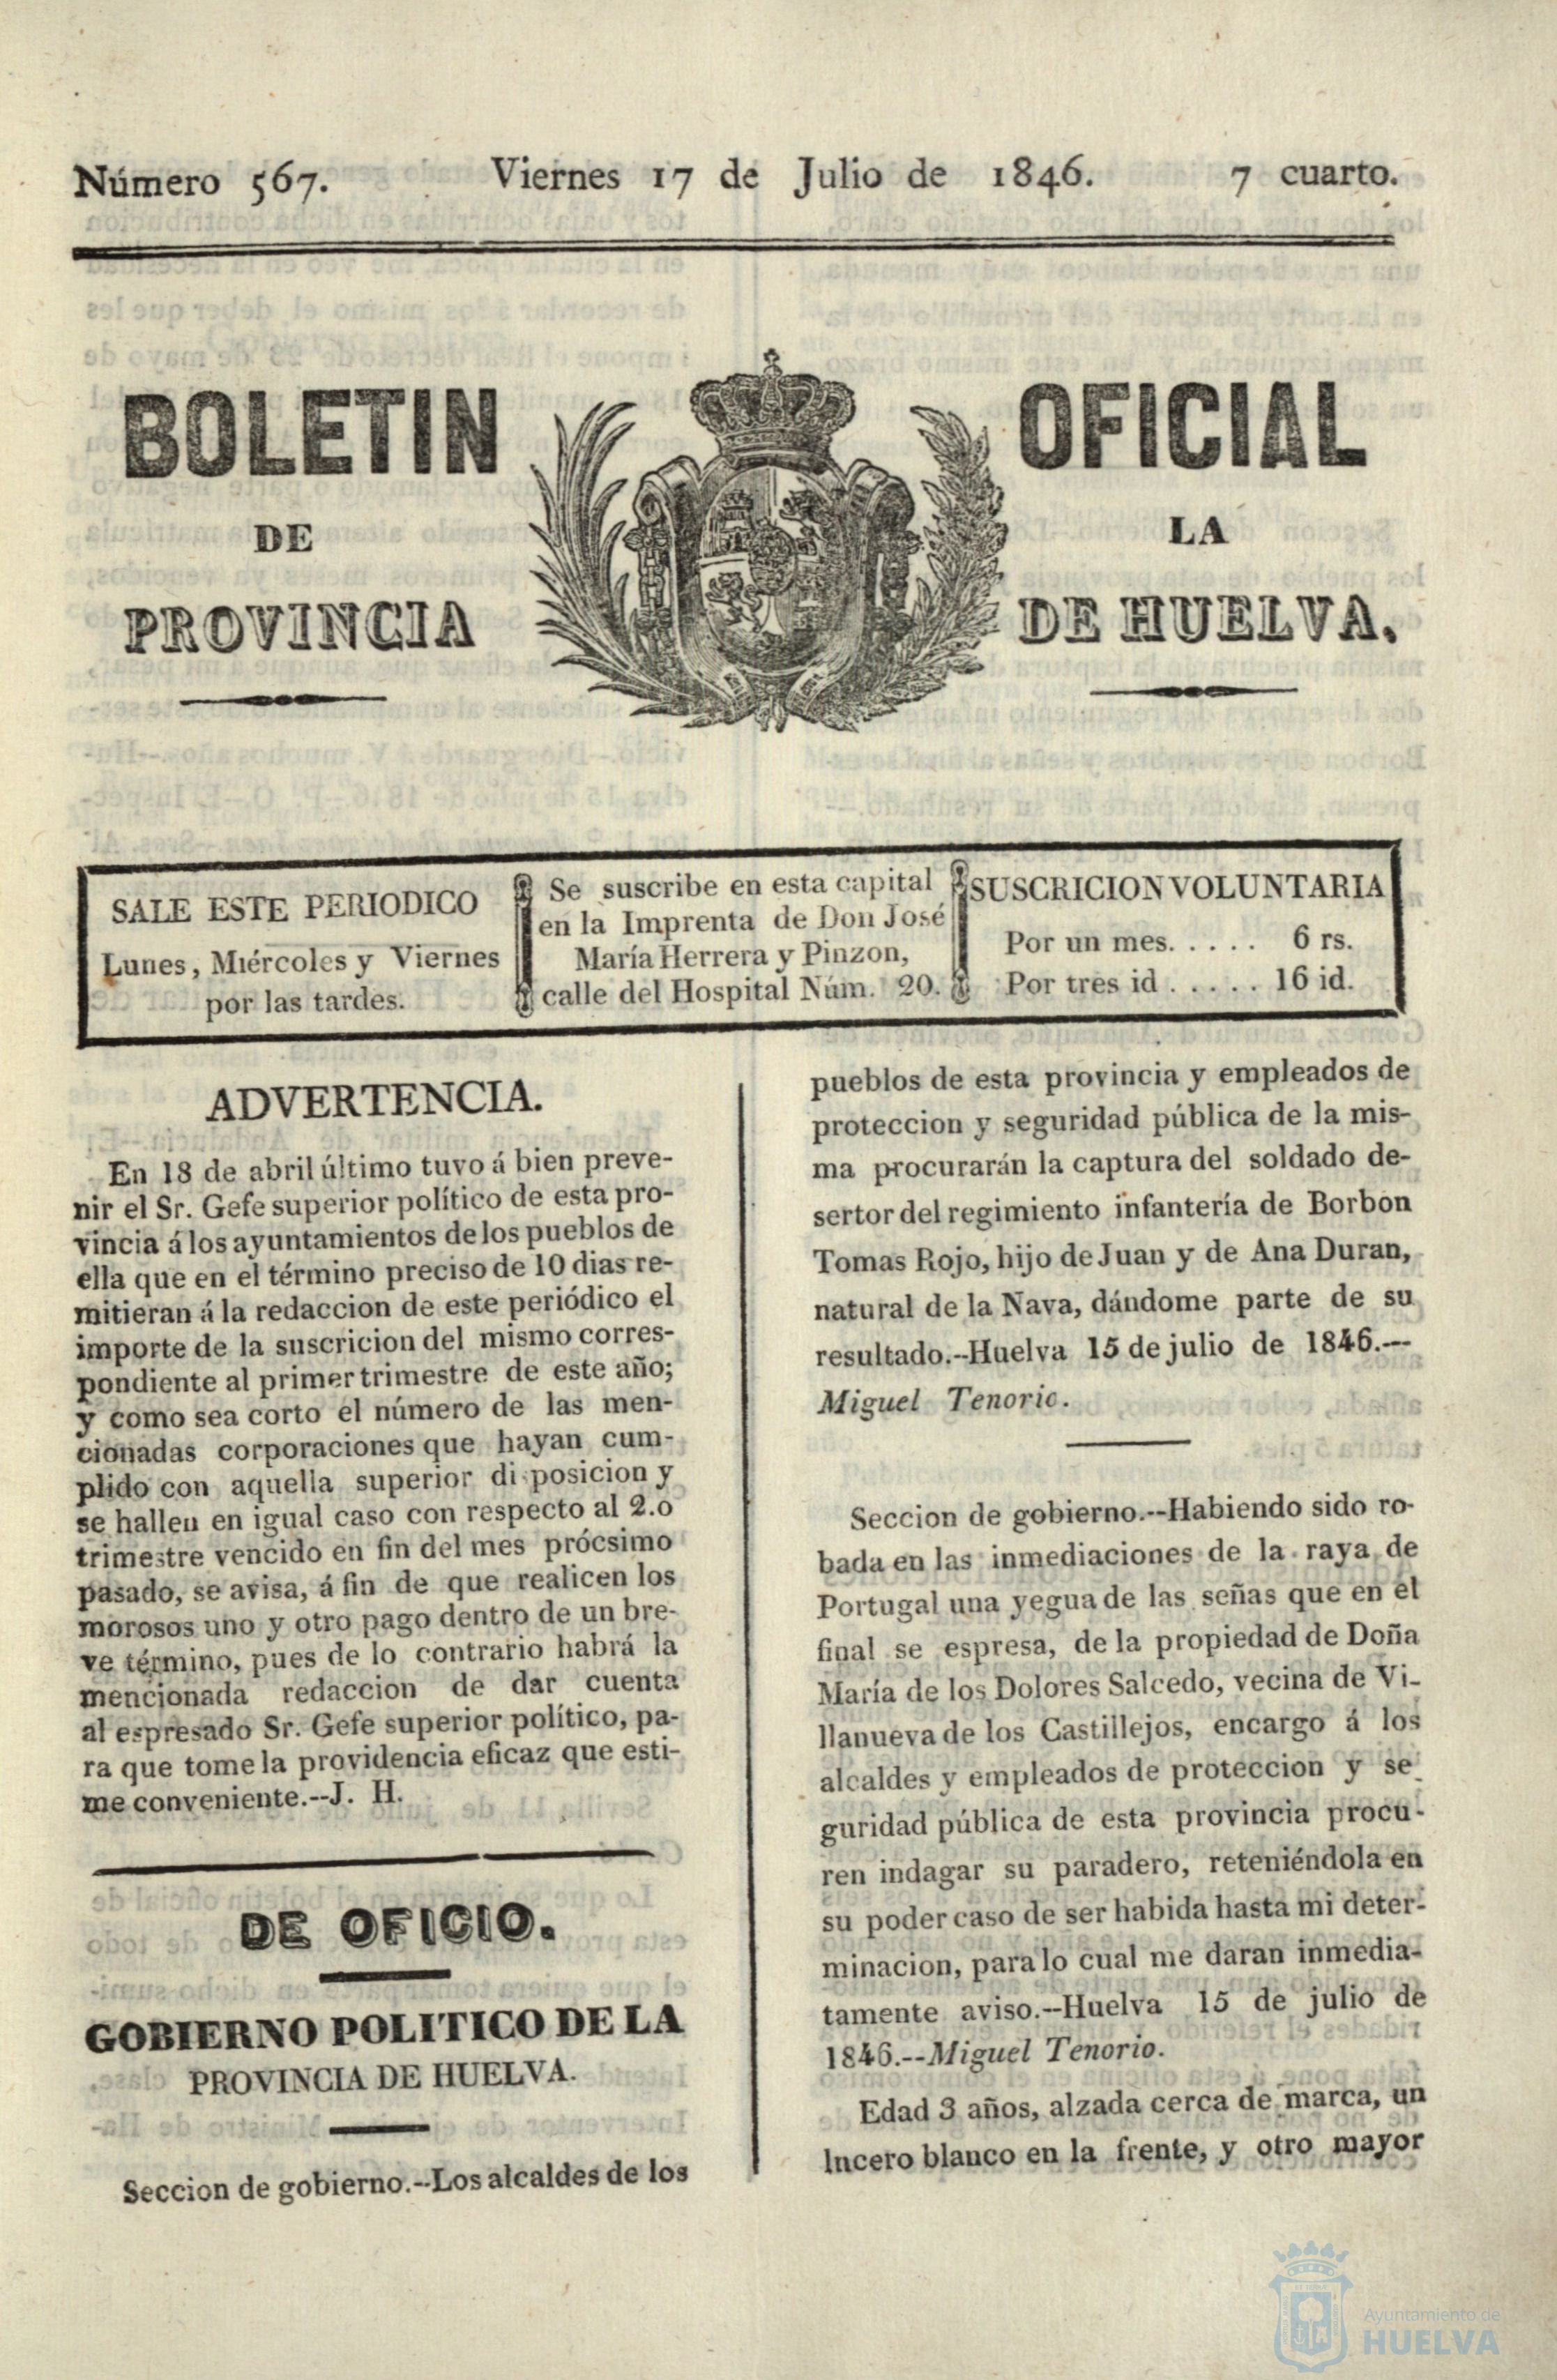 Número 567. Viernes 17 de Julio de 1846. 7 cuarto.
BOLETIN OFICIAL
DE LA
PROVINCIA DE HUELVA.
SALE ESTE PERIODICO
Lunes, Miércoles y Viernes
por las tardes.
Se suscribe en esta capital
en la Imprenta de Don José
María Herrera y Pinzon,
calle del Hospital Núm. 20.
SUSCRICION VOLUNTARIA
Por un mes. . . . . 6 rs.
Por tres id . . . . . 16 id.
ADVERTENCIA.
En 18 de abril último tuvo á bien preve-
nir el Sr. Gefe superior político de esta pro-
vincia á los ayuntamientos de los pueblos de
ella que en el término preciso de 10 dias re-
mitieran á la redaccion de este periódico el
importe de la suscricion del mismo corres-
pondiente al primer trimestre de este año;
y como sea corto el número de las men-
cionadas corporaciones que hayan cum-
plido con aquella superior di posicion y
se hallen en igual caso con respecto al 2.o
trimestre vencido en fin del mes prócsimo
pasado, se avisa, á fin de que realicen los
morosos uno y otro pago dentro de un bre-
ve término, pues de lo contrario habrá la
mencionada redaccion de dar cuenta
al espresado Sr. Gefe superior político, pa-
ra que tome la providencia eficaz que esti-
me conveniente.--J. H.
DE OFICIO.
GOBIERNO POLITICO DE LA
PROVINCIA DE HUELVA.
Seccion de gobierno.--Los alcaldes de los
pueblos de esta provincia y empleados de
proteccion y seguridad pública de la mis-
ma procurarán la captura del soldado de-
sertor del regimiento infantería de Borbon
Tomas Rojo, hijo de Juan y de Ana Duran,
natural de la Nava, dándome parte de su
resultado.--Huelva 15 de julio de 1846.--
Miguel Tenorio.
Seccion de gobierno.--Habiendo sido ro-
bada en las inmediaciones de la raya de
Portugal una yegua de las señas que en él
final se espresa, de la propiedad de Doña
María de los Dolores Salcedo, vecina de Vi-
llanueva de los Castillejos, encargo á los
alcaldes y empleados de proteccion y se
guridad pública de esta provincia procu-
ren indagar su paradero, reteniéndola en
su poder caso de ser habida hasta mi deter-
minacion, para lo cual me daran inmedia-
tamente aviso.--Huelva 15 de julio de
1846.--Miguel Tenorio.
Edad 3 años, alzada cerca de marca, un
lucero blanco en la frente, y otro mayor
Ayuntamiento de
HUELVA